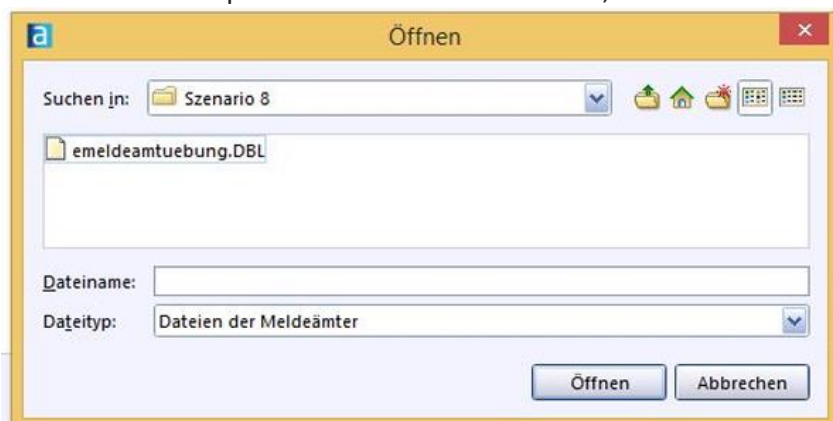 Öffnen
Suchen in: Szenario 8
emeldeamtuebung.DBL
Dateiname:
Dateityp: Dateien der Meldeämter
Öffnen Abbrechen